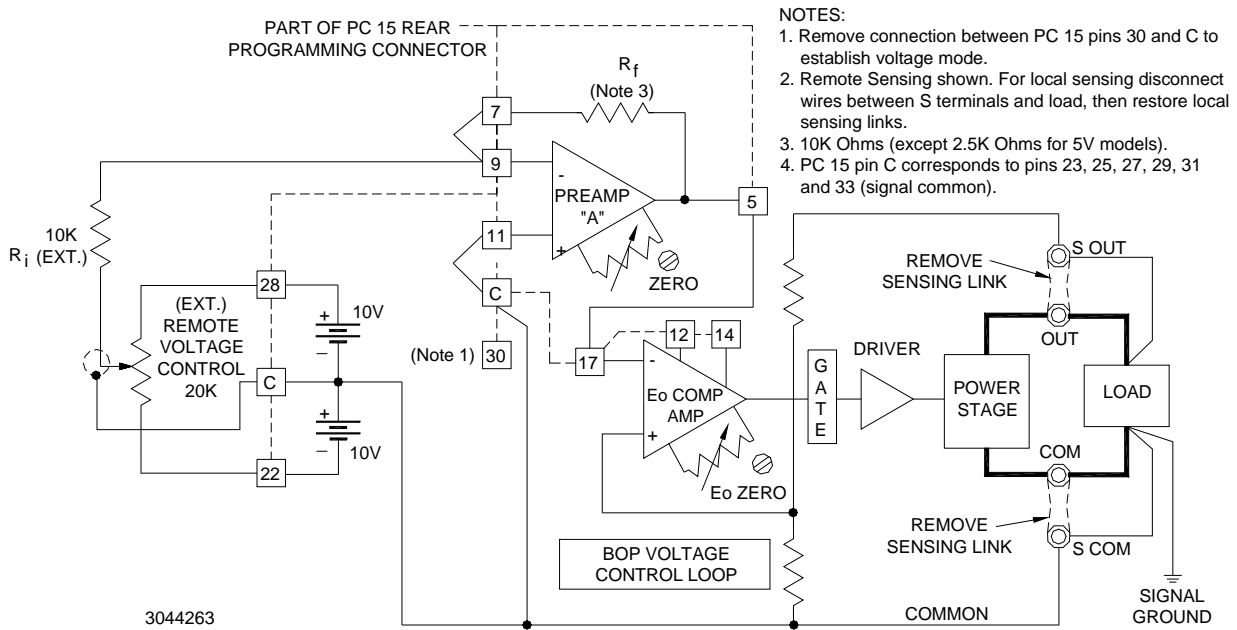 PART OF PC 15 REAR
PROGRAMMING CONNECTOR
NOTES:
1. Remove connection between PC 15 pins 30 and C to
establish voltage mode.
2. Remote Sensing shown. For local sensing disconnect
wires between S terminals and load, then restore local
sensing links.
3. 10K Ohms (except 2.5K Ohms for 5V models).
4. PC 15 pin C corresponds to pins 23, 25, 27, 29, 31
and 33 (signal common).
Rf
(Note 3)
7
9
-
PREAMP
"A"
+
5
11
ZERO
C
30
(Note 1)
10K
Ri (EXT.)
28
(EXT.)
REMOTE
VOLTAGE
CONTROL
20K
+
10V
–
C
+
10V
–
22
17
12
14
-
Eo COMP
AMP
+
Eo ZERO
GATE
DRIVER
POWER
STAGE
REMOVE
SENSING LINK
S OUT
OUT
LOAD
COM
REMOVE
SENSING LINK
S COM
BOP VOLTAGE
CONTROL LOOP
COMMON
SIGNAL
GROUND
3044263